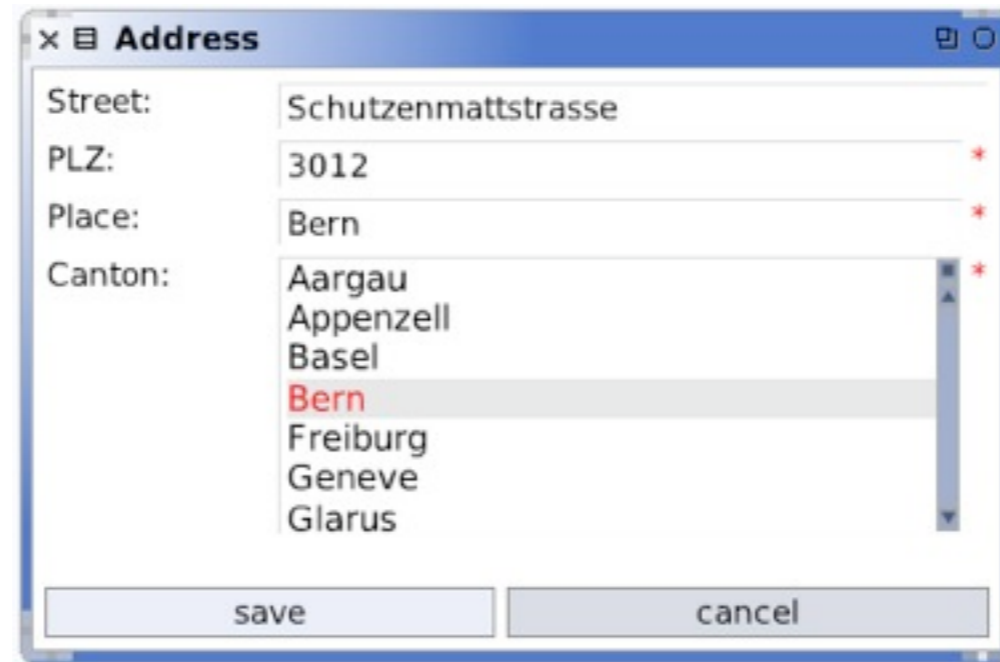 Address
Street: Schutzenmattstrasse
PLZ: 3012 *
Place: Bern *
Canton: Aargau *
Appenzell
Basel
Bern
Freiburg
Geneve
Glarus
save cancel